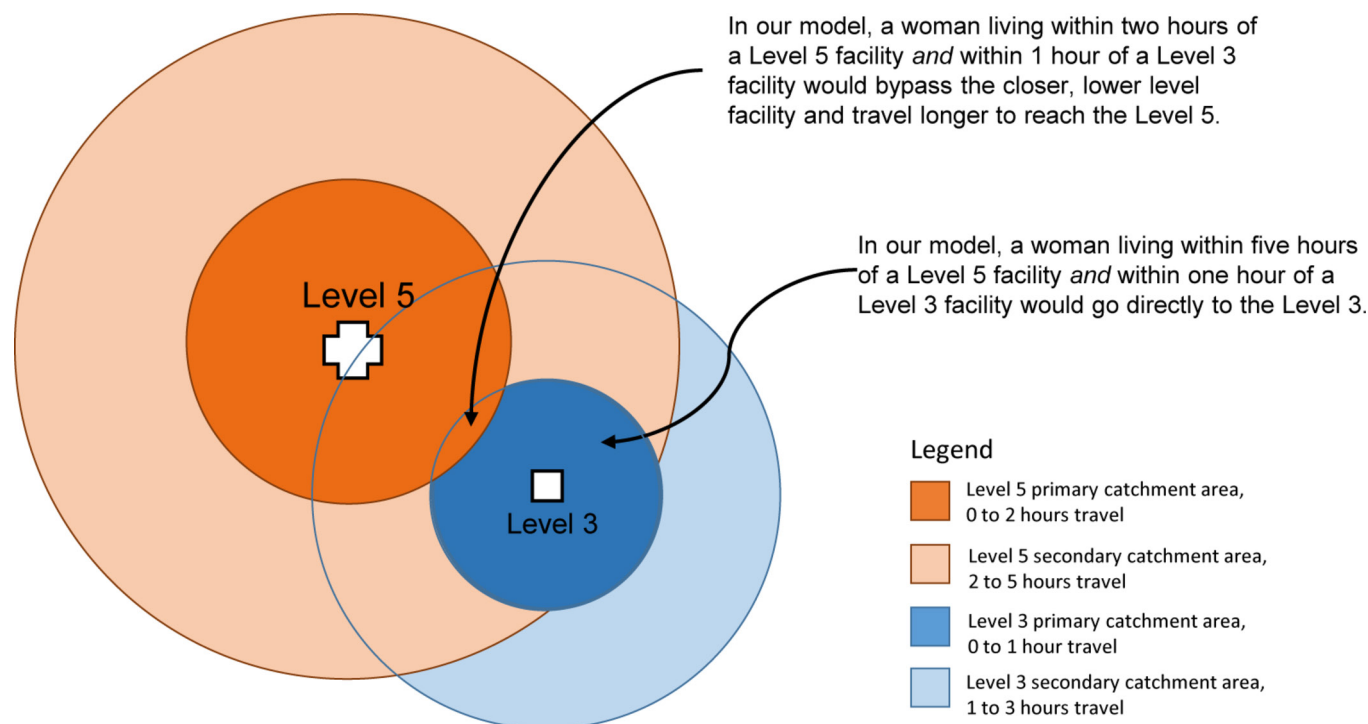 In our model, a woman living within two hours of
a Level 5 facility and within 1 hour of a Level 3
facility would bypass the closer, lower level
facility and travel longer to reach the Level 5.
In our model, a woman living within five hours
of a Level 5 facility and within one hour of a
Level 3 facility would go directly to the Level 3.
Level 5
Level 3
Legend
Level 5 primary catchment area,
0 to 2 hours travel
Level 5 secondary catchment area,
2 to 5 hours travel
Level 3 primary catchment area,
0 to 1 hour travel
Level 3 secondary catchment area,
1 to 3 hours travel